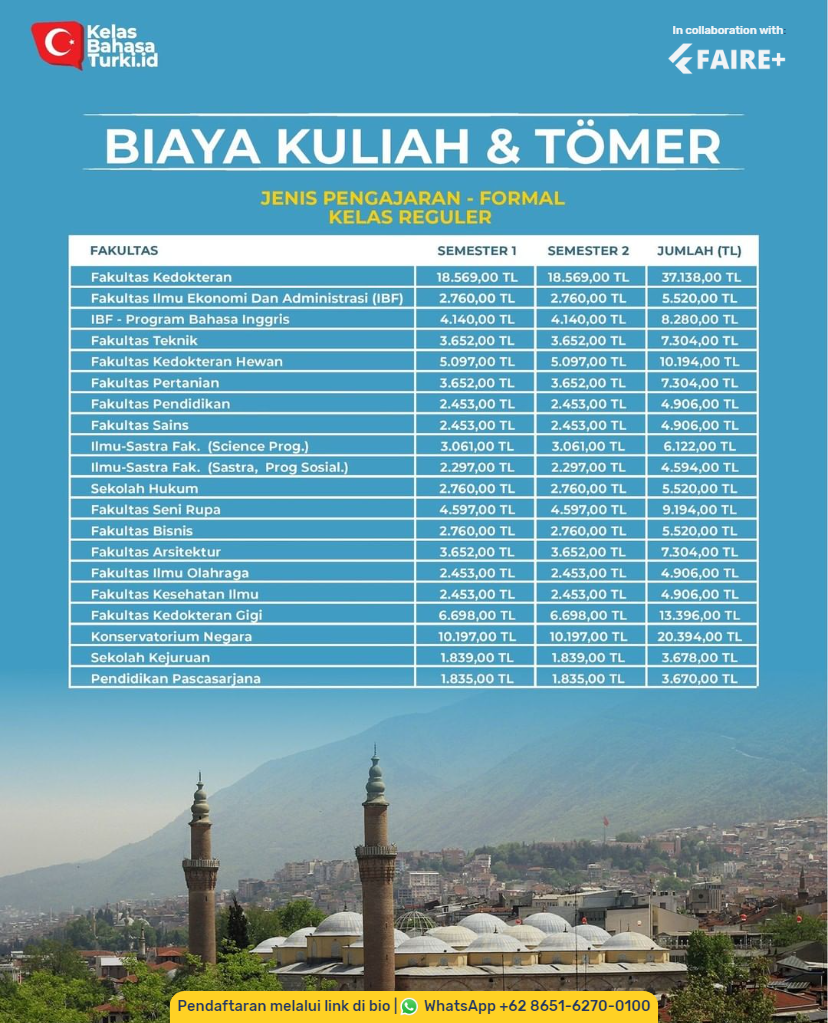 Kelas
Bahasa
Turki.id
In collaboration with:
FAIRE+
BIAYA KULIAH & TÖMER
JENIS PENGAJARAN - FORMAL
KELAS REGULER
FAKULTAS SEMESTER 1 SEMESTER 2 JUMLAH (TL)
Fakultas Kedokteran 18.569,00 TL 18.569,00 TL 37.138,00 TL
Fakultas Ilmu Ekonomi Dan Administrasi (IBF) 2.760,00 TL 2.760,00 TL 5.520,00 TL
IBF - Program Bahasa Inggris 4.140,00 TL 4.140,00 TL 8.280,00 TL
Fakultas Teknik 3.652,00 TL 3.652,00 TL 7.304,00 TL
Fakultas Kedokteran Hewan 5.097,00 TL 5.097,00 TL 10.194,00 TL
Fakultas Pertanian 3.652,00 TL 3.652,00 TL 7.304,00 TL
Fakultas Pendidikan 2.453,00 TL 2.453,00 TL 4.906,00 TL
Fakultas Sains 2.453,00 TL 2.453,00 TL 4.906,00 TL
Ilmu-Sastra Fak. (Science Prog.) 3.061,00 TL 3.061,00 TL 6.122,00 TL
Ilmu-Sastra Fak. (Sastra, Prog Sosial.) 2.297,00 TL 2.297,00 TL 4.594,00 TL
Sekolah Hukum 2.760,00 TL 2.760,00 TL 5.520,00 TL
Fakultas Seni Rupa 4.597,00 TL 4.597,00 TL 9.194,00 TL
Fakultas Bisnis 2.760,00 TL 2.760,00 TL 5.520,00 TL
Fakultas Arsitektur 3.652,00 TL 3.652,00 TL 7.304,00 TL
Fakultas Ilmu Olahraga 2.453,00 TL 2.453,00 TL 4.906,00 TL
Fakultas Kesehatan Ilmu 2.453,00 TL 2.453,00 TL 4.906,00 TL
Fakultas Kedokteran Gigi 6.698,00 TL 6.698,00 TL 13.396,00 TL
Konservatorium Negara 10.197,00 TL 10.197,00 TL 20.394,00 TL
Sekolah Kejuruan 1.839,00 TL 1.839,00 TL 3.678,00 TL
Pendidikan Pascasarjana 1.835,00 TL 1.835,00 TL 3.670,00 TL
Pendaftaran melalui link di bio | WhatsApp +62 8651-6270-0100